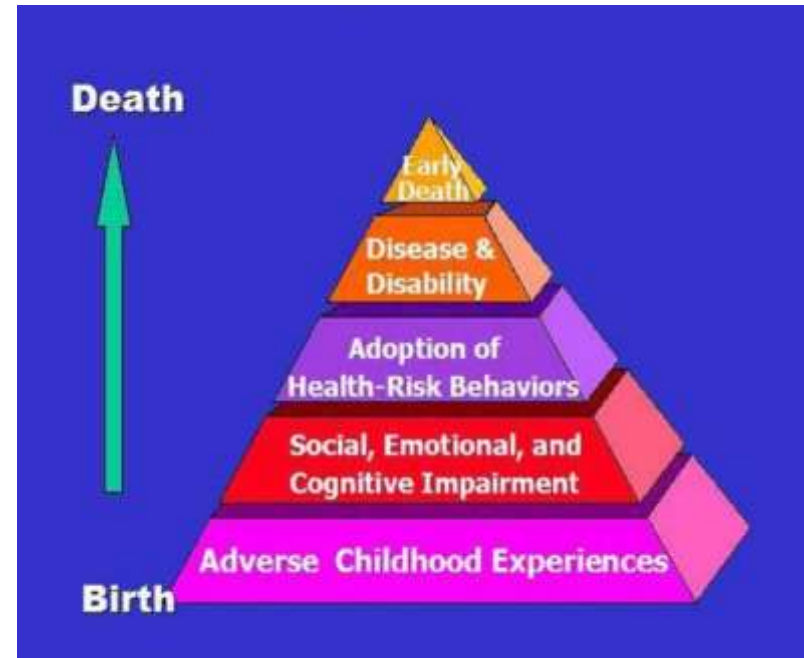 Death
Early
Death
Disease &
Disability
Adoption of
Health-Risk Behaviors
Social, Emotional, and
Cognitive Impairment
Adverse Childhood Experiences
Birth